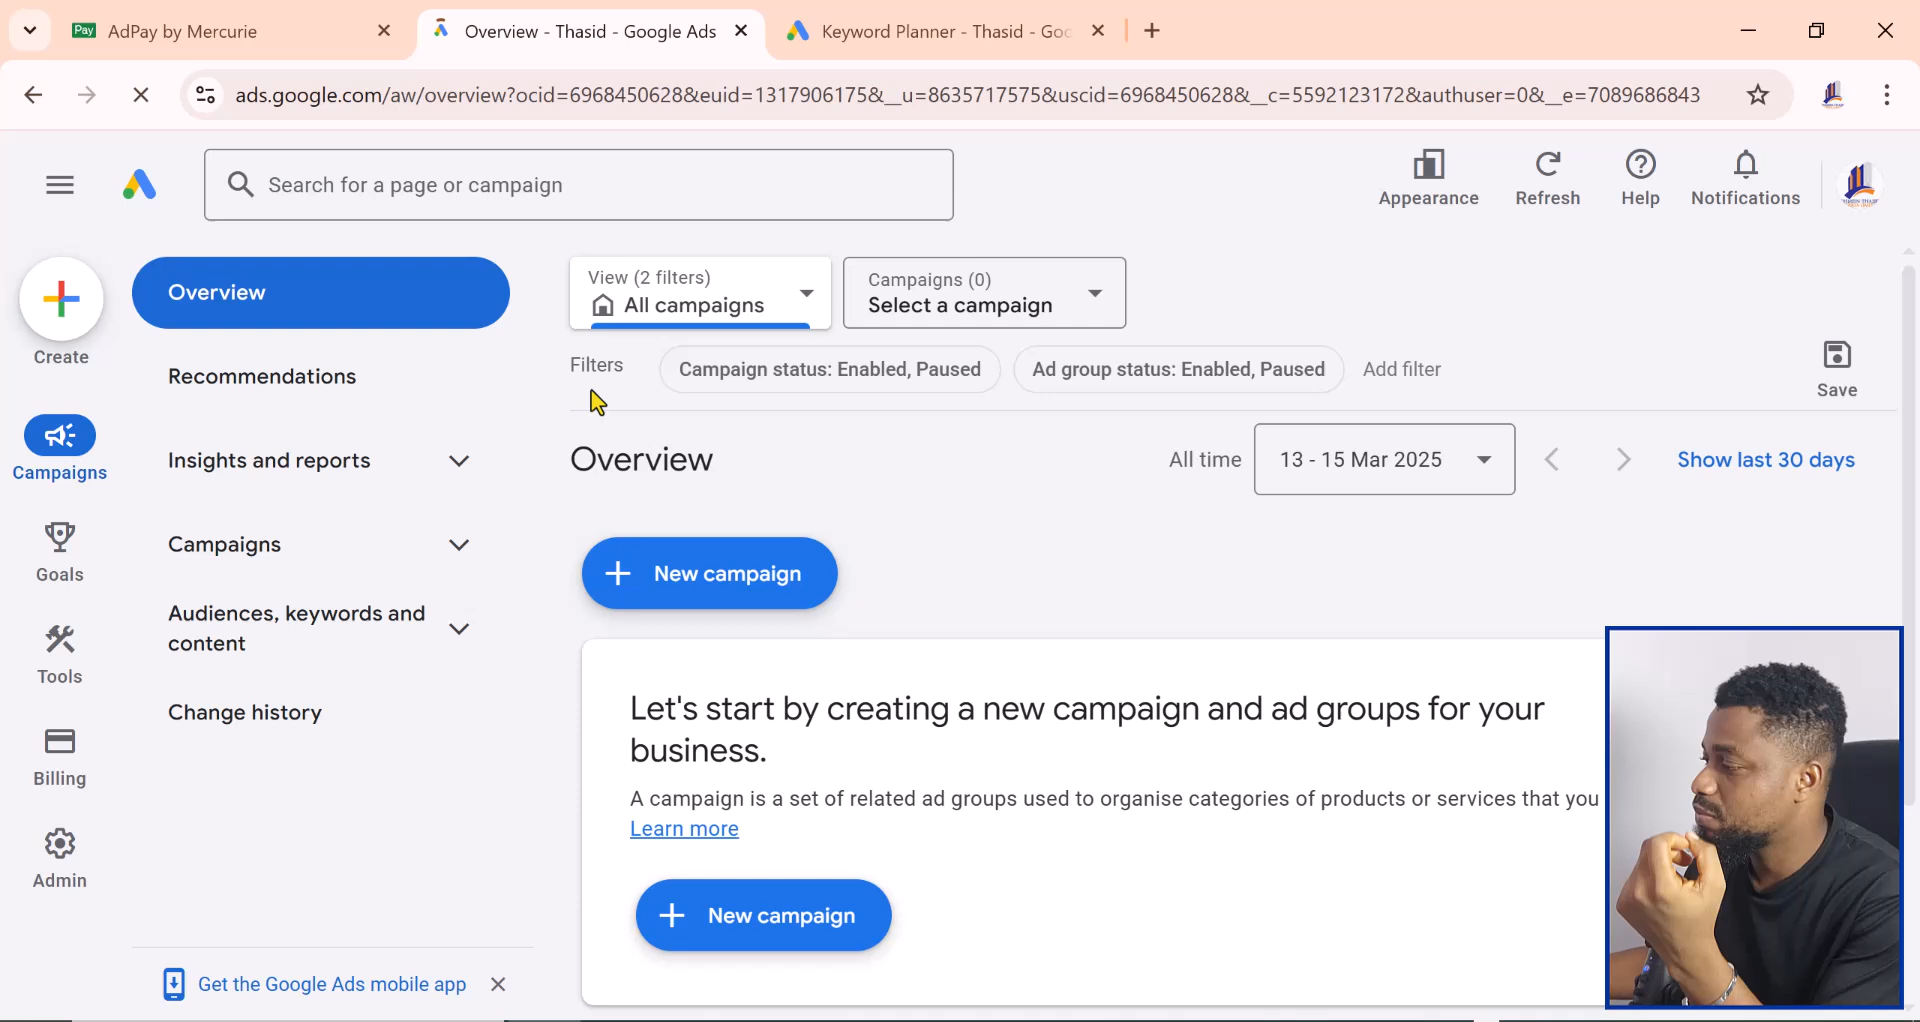 Pay AdPay by Mercurie
Overview - Thasid - Google Ads
Keyword Planner - Thasid - Goo
ads.google.com/aw/overview?ocid=6968450628&euid=1317906175&__u=8635717575&uscid=6968450628&__c=5592123172&authuser=0&__e=7089686843
Search for a page or campaign
Appearance
Refresh
Help
Notifications
Create
Campaigns
Goals
Tools
Billing
Admin
Overview
Recommendations
Insights and reports
Campaigns
Audiences, keywords and
content
Change history
Get the Google Ads mobile app
View (2 filters)
All campaigns
Campaigns (0)
Select a campaign
Filters
Campaign status: Enabled, Paused
Ad group status: Enabled, Paused
Add filter
Save
Overview
All time
13 - 15 Mar 2025
Show last 30 days
New campaign
Let's start by creating a new campaign and ad groups for your
business.
A campaign is a set of related ad groups used to organise categories of products or services that you
Learn more
New campaign